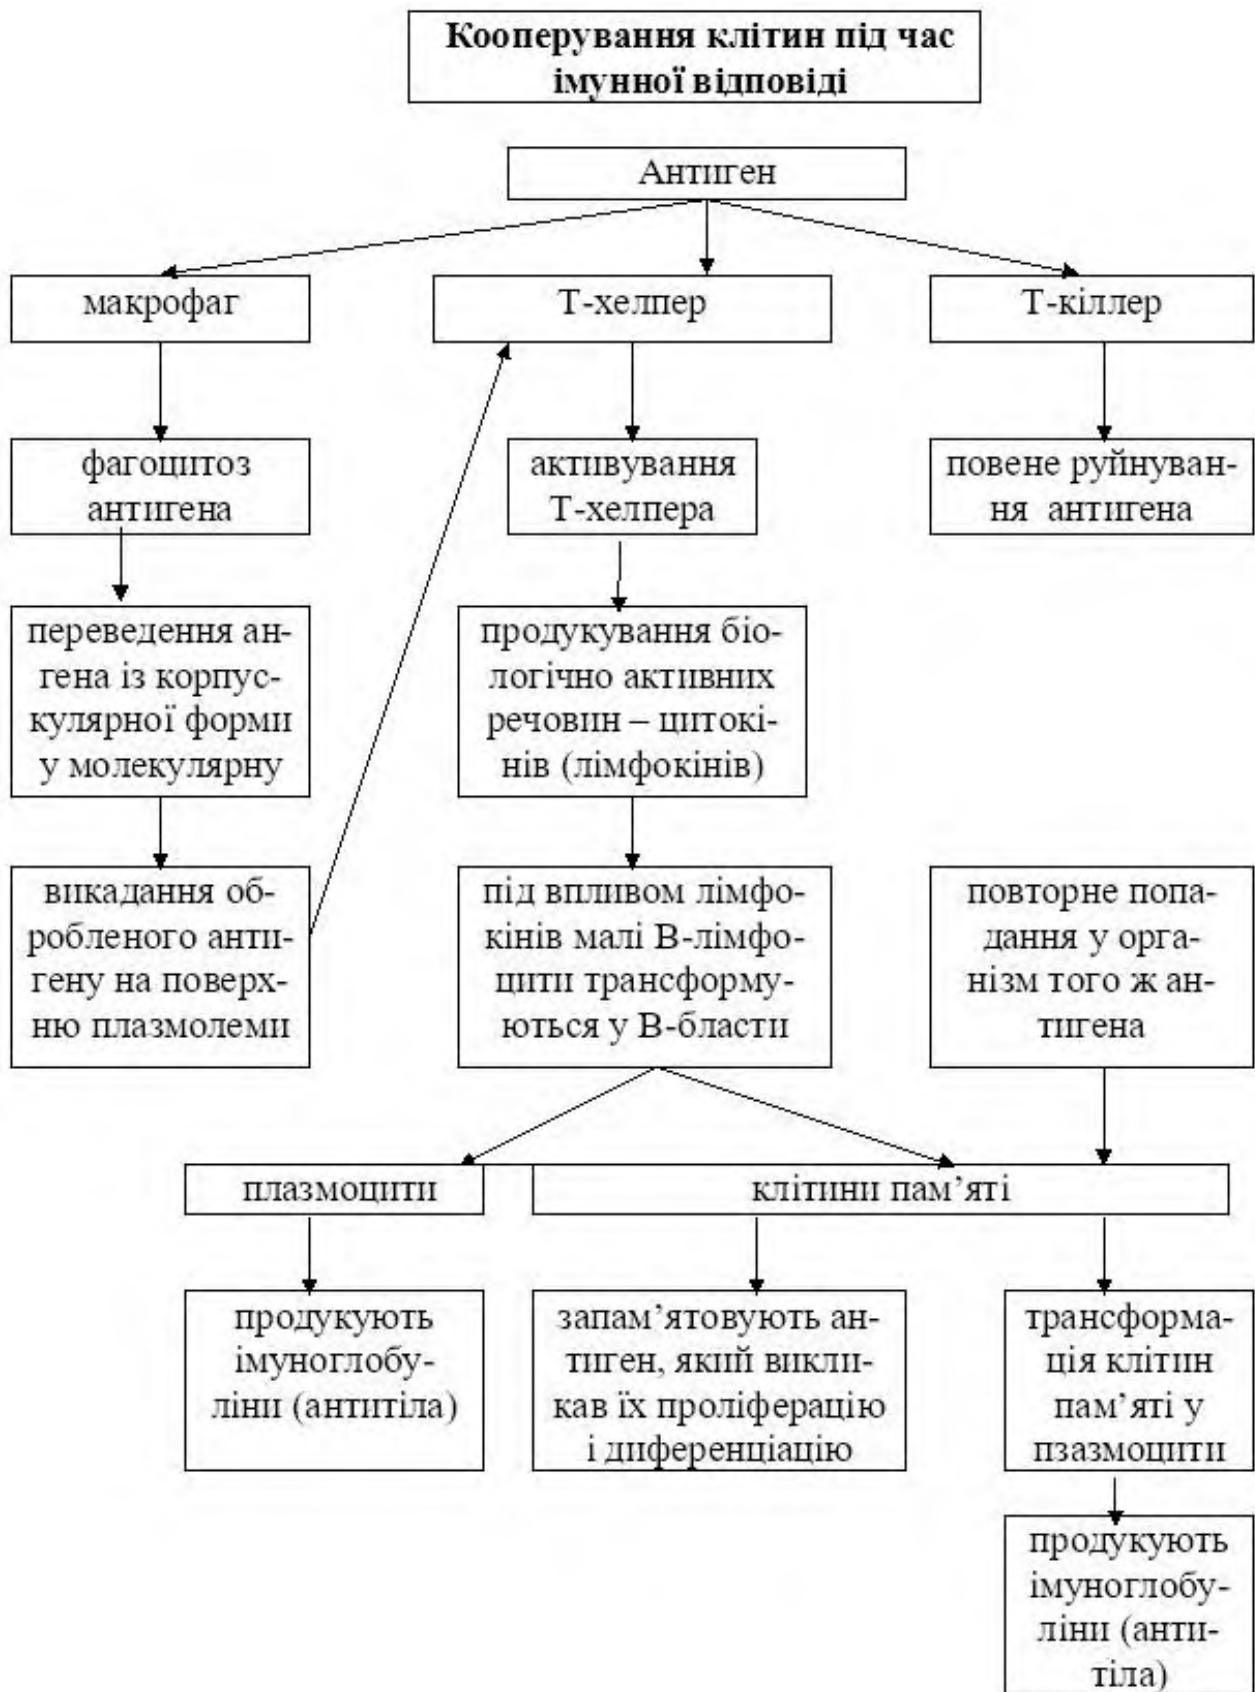 Кооперування клітин під час
імунної відповіді
Антиген
макрофаг
Т-хелпер
Т-кіллер
фагоцитоз
антигена
активування
Т-хелпера
повене руйнуван-
ня антигена
переведення ан-
гена із корпус-
кулярної форми
у молекулярну
продукування біо-
логічно активних
речовин – цитокі-
нів (лімфокінів)
викадання об-
робленого анти-
гену на поверх-
ню плазмолеми
під впливом лімфо-
кінів малі В-лімфо-
цити трансформу-
ються у В-бласти
повторне попа-
дання у орга-
нізм того ж ан-
тигена
плазмоцити
клітини пам’яті
продукують
імуноглобу-
ліни (антитіла)
запам’ятовують ан-
тиген, який викли-
кав їх проліферацію
і диференціацію
трансформа-
ція клітин
пам’яті у
пзазмоцити
продукують
імуноглобу-
ліни (анти-
тіла)